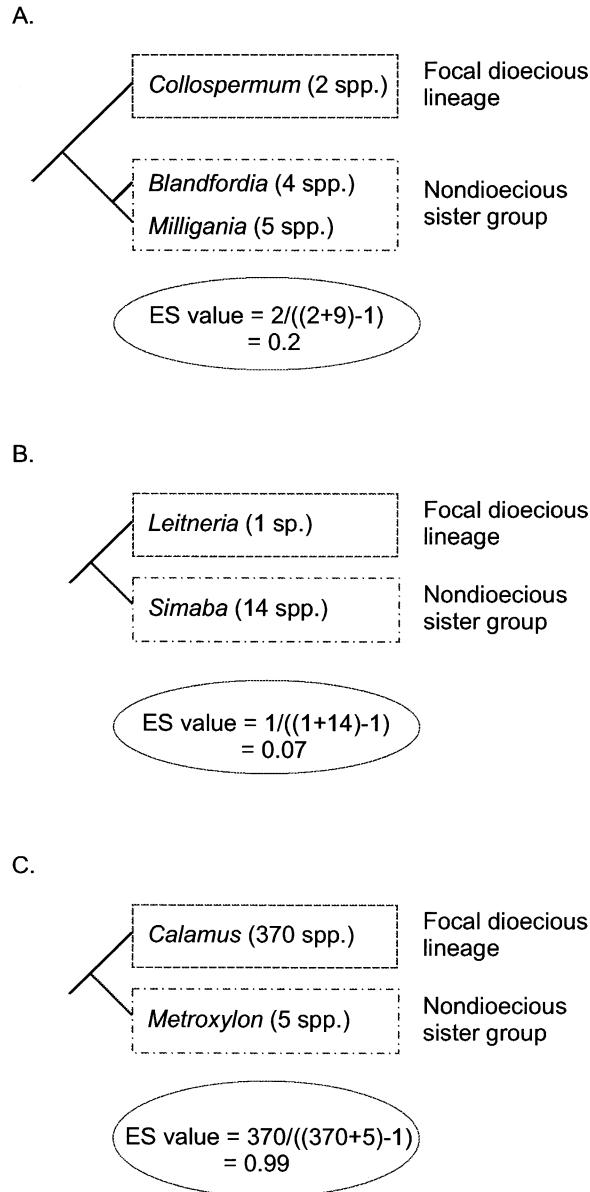 A.
Collospermum (2 spp.)
Focal dioecious
lineage
Blandfordia (4 spp.)
Milligania (5 spp.)
Nondioecious
sister group
ES value = 2/((2+9)-1)
= 0.2
B.
Leitneria (1 sp.)
Focal dioecious
lineage
Simaba (14 spp.)
Nondioecious
sister group
ES value = 1/((1+14)-1)
= 0.07
C.
Calamus (370 spp.)
Focal dioecious
lineage
Metroxylon (5 spp.)
Nondioecious
sister group
ES value = 370/((370+5)-1)
= 0.99